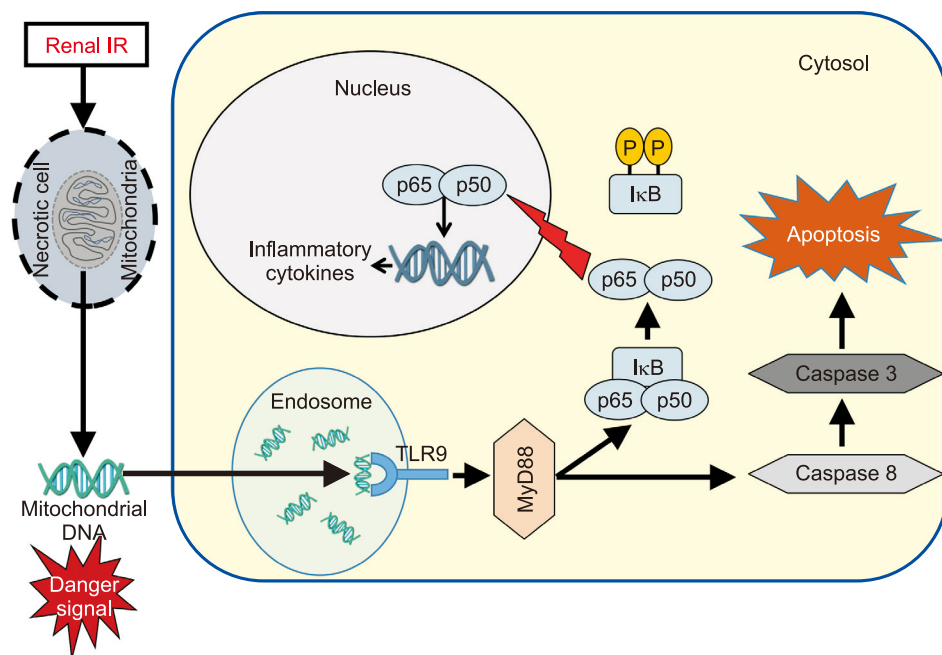 Renal IR
Necrotic cell
Mitochondria
Mitochondrial
DNA
Danger
signal
Cytosol
Nucleus
p65 p50
Inflammatory
cytokines
P P
IκB
p65 p50
IκB
p65 p50
Endosome
TLR9
MyD88
Apoptosis
Caspase 3
Caspase 8